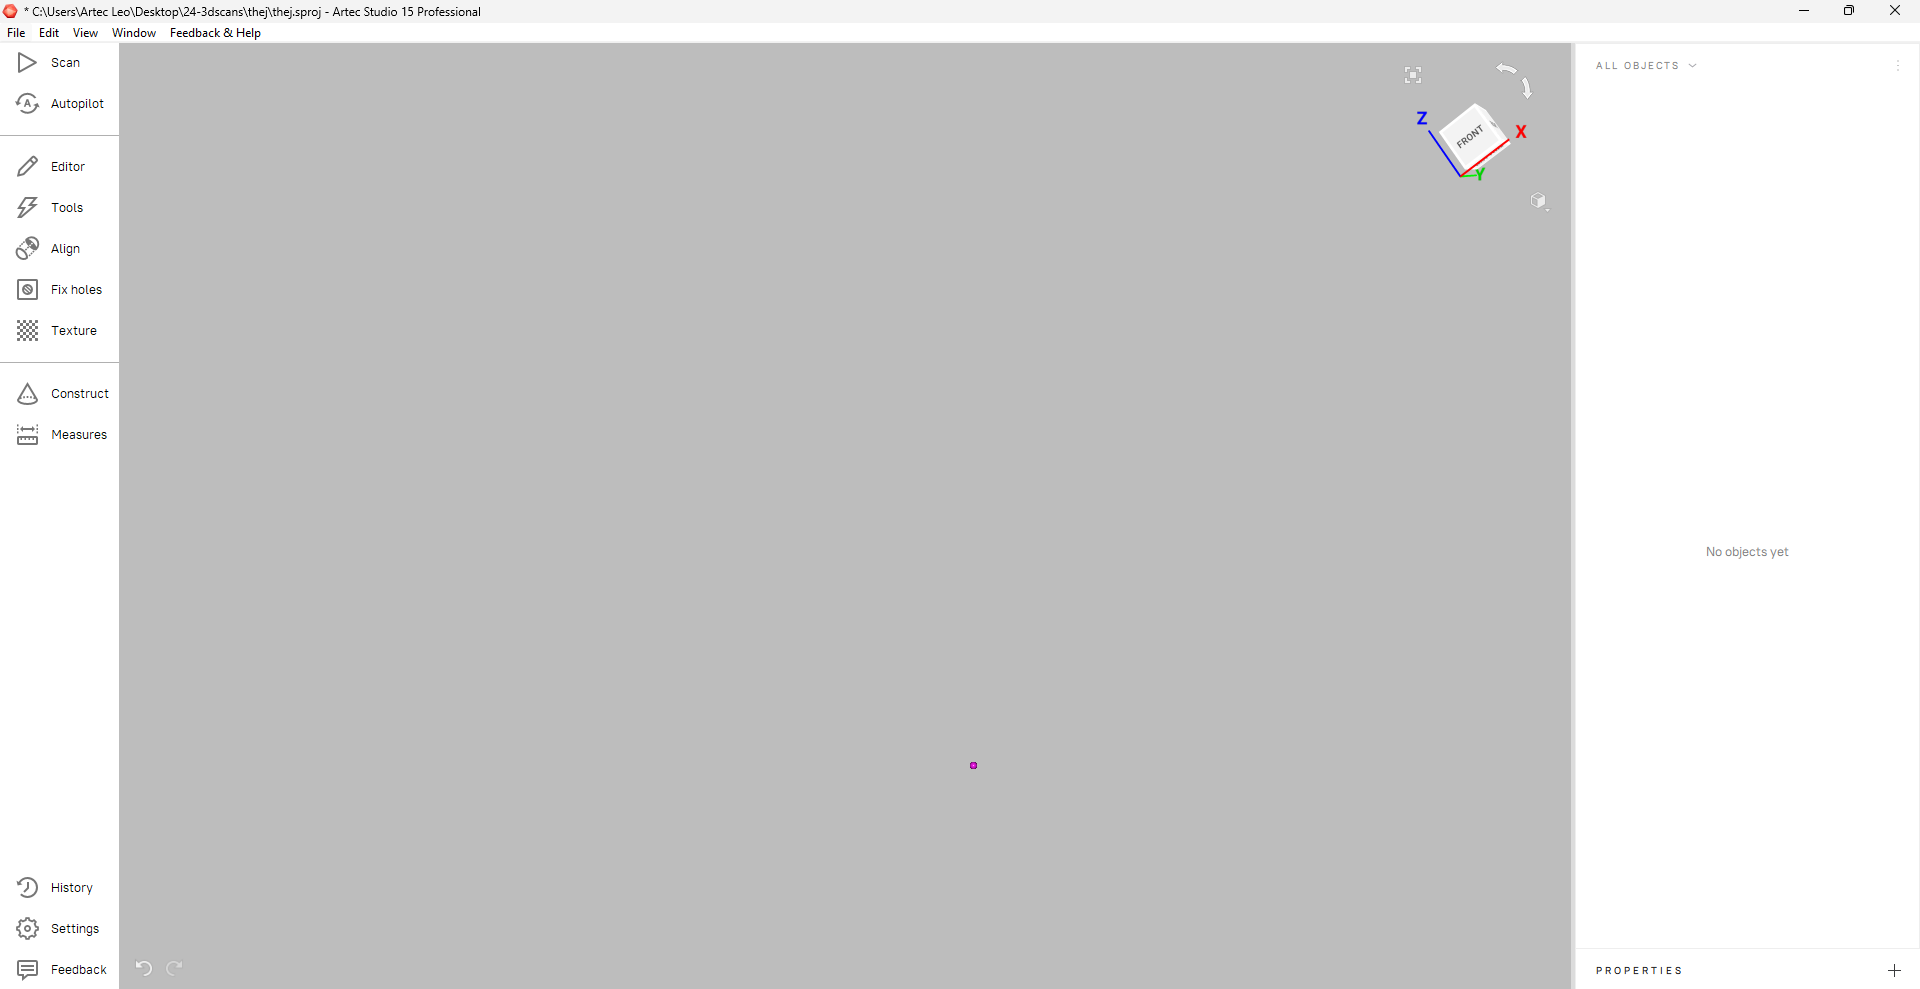 * C:\Users\Artec Leo\Desktop\24-3dscans\thej\thej.sproj - Artec Studio 15 Professional
File Edit View Window Feedback & Help
Scan
Autopilot
Editor
Tools
Align
Fix holes
Texture
Construct
Measures
History
Settings
Feedback
Z
FRONT
X
Y
ALL OBJECTS
No objects yet
PROPERTIES